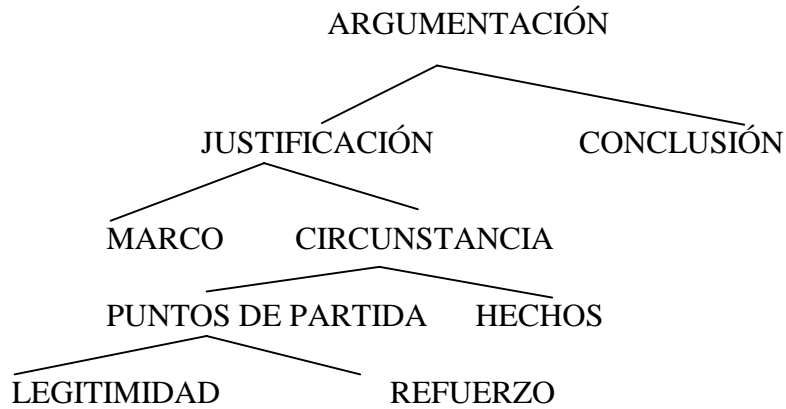 ARGUMENTACIÓN
JUSTIFICACIÓN CONCLUSIÓN
MARCO CIRCUNSTANCIA
PUNTOS DE PARTIDA HECHOS
LEGITIMIDAD REFUERZO